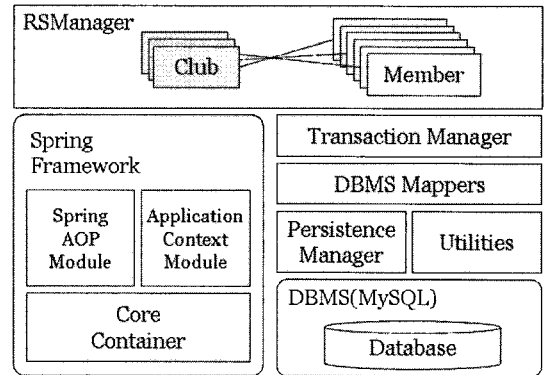 RSManager
Club
Member
Spring
Framework
Spring
AOP
Module
Application
Context
Module
Core
Container
Transaction Manager
DBMS Mappers
Persistence
Manager
Utilities
DBMS(MySQL)
Database